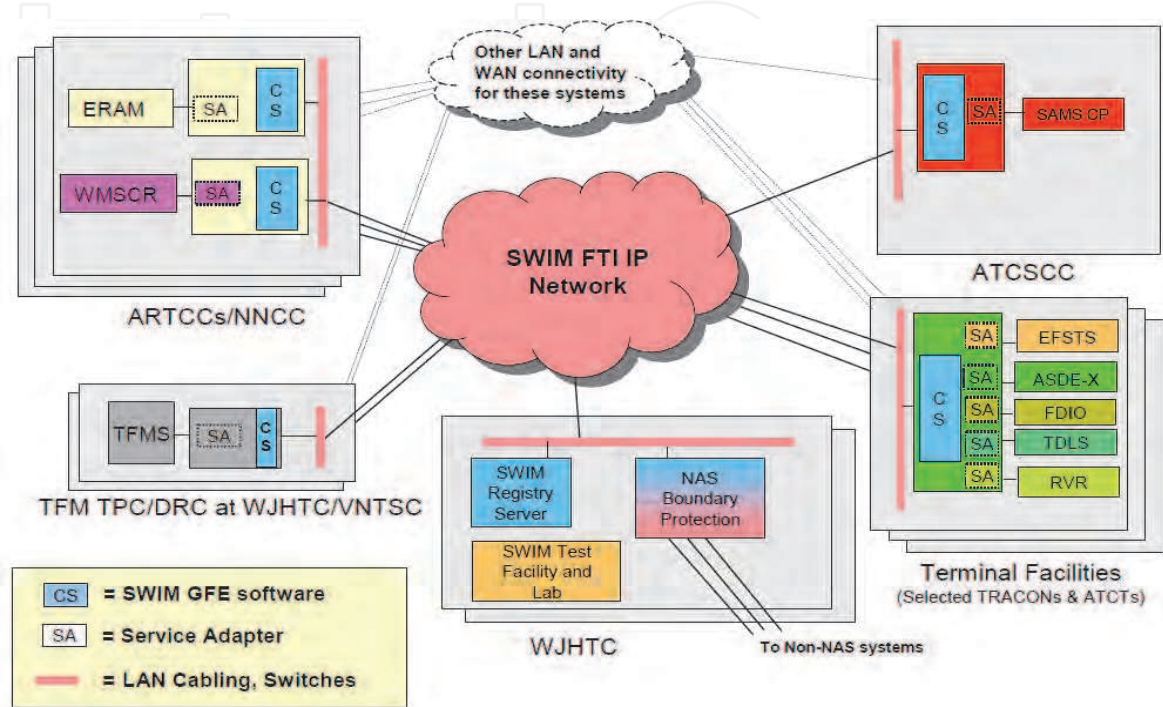 Other LAN and
WAN connectivity
for these systems
ERAM
SA
C
S
WMSCR
SA
C
S
ARTCCs/NNCC
SWIM FTI IP
Network
C
S
SA
SAMS CP
ATCSCC
TFMS
SA
C
S
TFM TPC/DRC at WJHTC/VNTSC
SWIM
Registry
Server
NAS
Boundary
Protection
SWIM Test
Facility and
Lab
WJHTC
To Non-NAS systems
C
S
SA
EFSTS
SA
ASDE-X
SA
FDIO
SA
TDLS
SA
RVR
Terminal Facilities
(Selected TRACONs & ATCTs)
CS = SWIM GFE software
SA = Service Adapter
= LAN Cabling, Switches